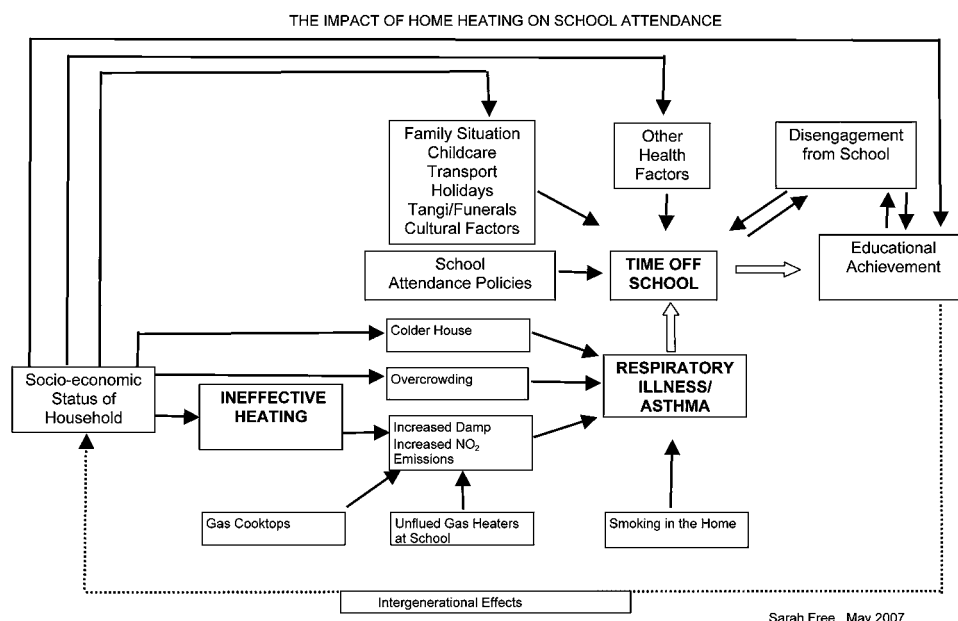 THE IMPACT OF HOME HEATING ON SCHOOL ATTENDANCE
Family Situation
Childcare
Transport
Holidays
Tangi/Funerals
Cultural Factors
Other
Health
Factors
Disengagement
from School
School
Attendance Policies
TIME OFF
SCHOOL
Educational
Achievement
Colder House
Socio-economic
Status of
Household
INEFFECTIVE
HEATING
Overcrowding
RESPIRATORY
ILLNESS/
ASTHMA
Increased Damp
Increased NO₂
Emissions
Gas Cooktops
Unflued Gas Heaters
at School
Smoking in the Home
Intergenerational Effects
Sarah Free May 2007